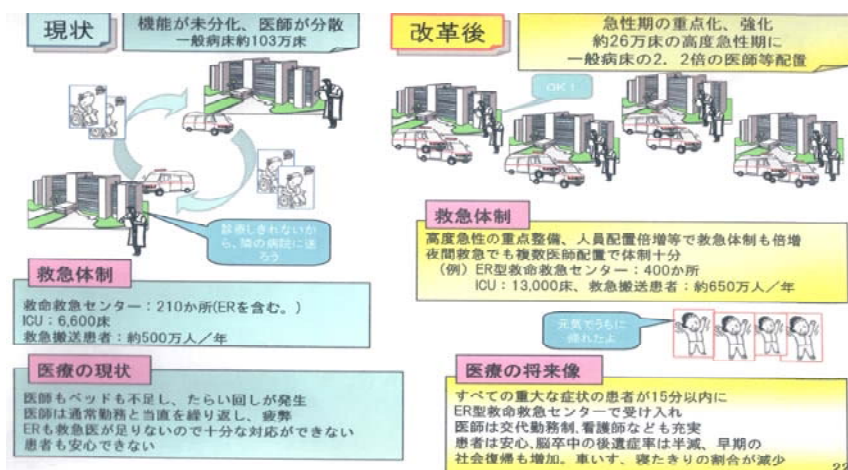 現状
機能が未分化、医師が分散
一般病床約103万床
診療しきれないから、隣の病院に送ろう
救急体制
救命救急センター：210か所(ERを含む。)
ICU：6,600床
救急搬送患者：約500万人／年
医療の現状
医師もベッドも不足し、たらい回しが発生
医師は通常勤務と当直を繰り返し、疲弊
ERも救急医が足りないので十分な対応ができない
患者も安心できない
改革後
急性期の重点化、強化
約26万床の高度急性期に
一般病床の2．2倍の医師等配置
OK！
救急体制
高度急性の重点整備、人員配置倍増等で救急体制も倍増
夜間救急でも複数医師配置で体制十分
（例）ER型救命救急センター：400か所
ICU：13,000床、救急搬送患者：約650万人／年
元気でうちに
帰れたよ
医療の将来像
すべての重大な症状の患者が15分以内に
ER型救命救急センターで受け入れ
医師は交代勤務制、看護師なども充実
患者は安心、脳卒中の後遺症率は半減、早期の
社会復帰も増加。車いす、寝たきりの割合が減少
22